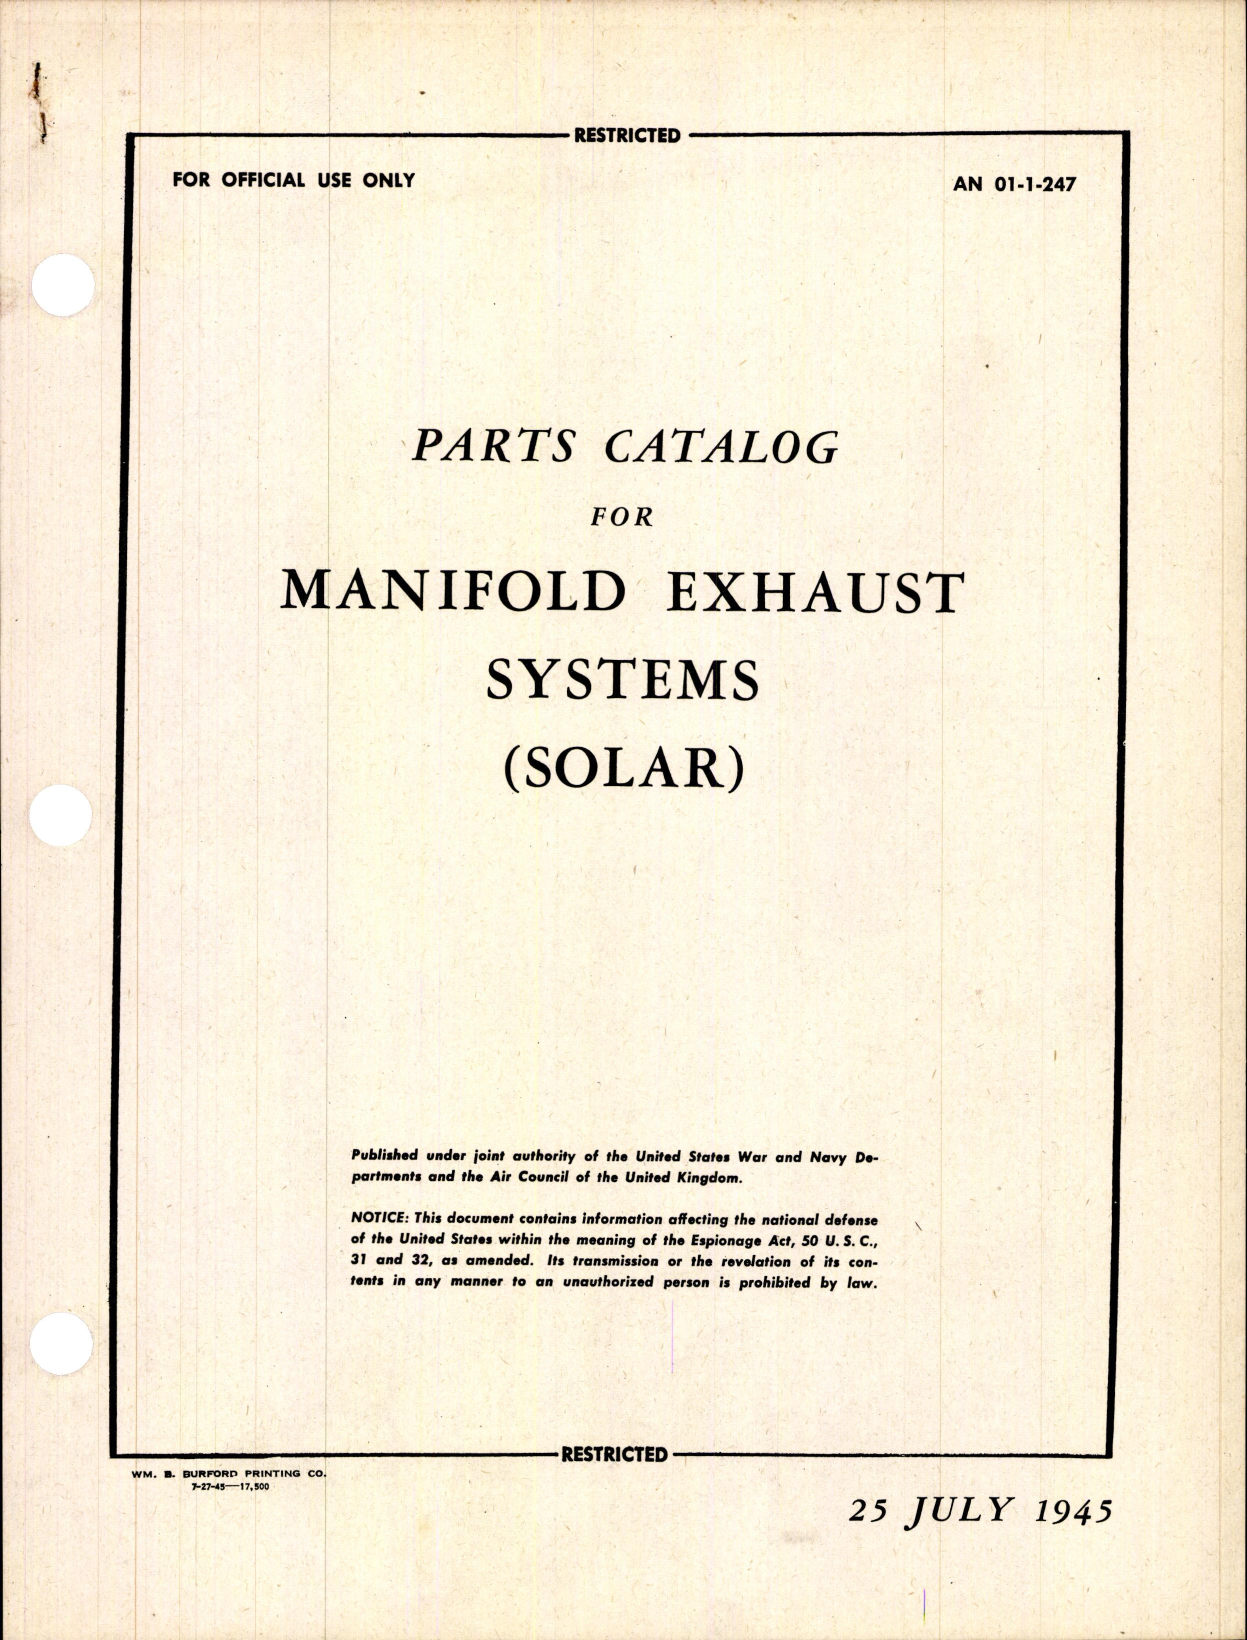 RESTRICTED
FOR OFFICIAL USE ONLY
AN 01-1-247
PARTS CATALOG
FOR
MANIFOLD EXHAUST
SYSTEMS
(SOLAR)
Published under joint authority of the United States War and Navy De-
partments and the Air Council of the United Kingdom.
NOTICE: This document contains information affecting the national defense
of the United States within the meaning of the Espionage Act, 50 U. S. C.,
31 and 32, as amended. Its transmission or the revelation of its con-
tents in any manner to an unauthorized person is prohibited by law.
RESTRICTED
WM. B. BURFORD PRINTING CO.
7-27-45—17,500
25 JULY 1945